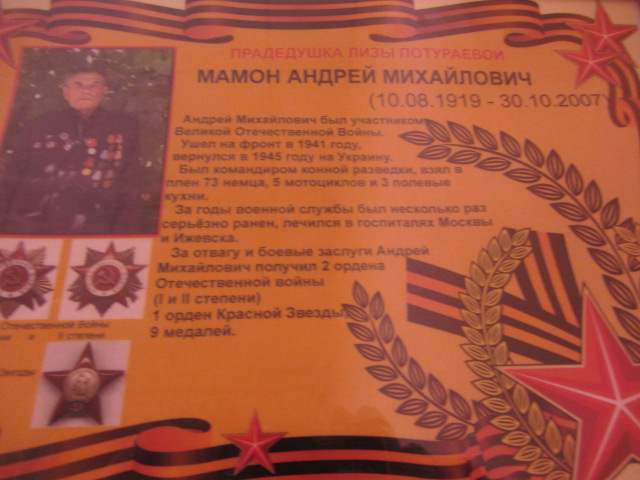 ПРАДЕДУШКА ЛИЗЫ ПОТУРАЕВОЙ
МАМОН АНДРЕЙ МИХАЙЛОВИЧ
(10.08.1919 - 30.10.2007)
Андрей Михайлович был участником
Великой Отечественной Войны.
Ушел на фронт в 1941 году,
вернулся в 1945 году на Украину.
Был командиром конной разведки, взял в
плен 73 немца, 5 мотоциклов и 3 полевые
кухни.
За годы военной службы был несколько раз
серьёзно ранен, лечился в госпиталях Москвы
и Ижевска.
За отвагу и боевые заслуги Андрей
Михайлович получил 2 ордена
Отечественной войны
(I и II степени)
1 орден Красной Звезды,
9 медалей.
Отечественной Войны
и II степени
Звезды